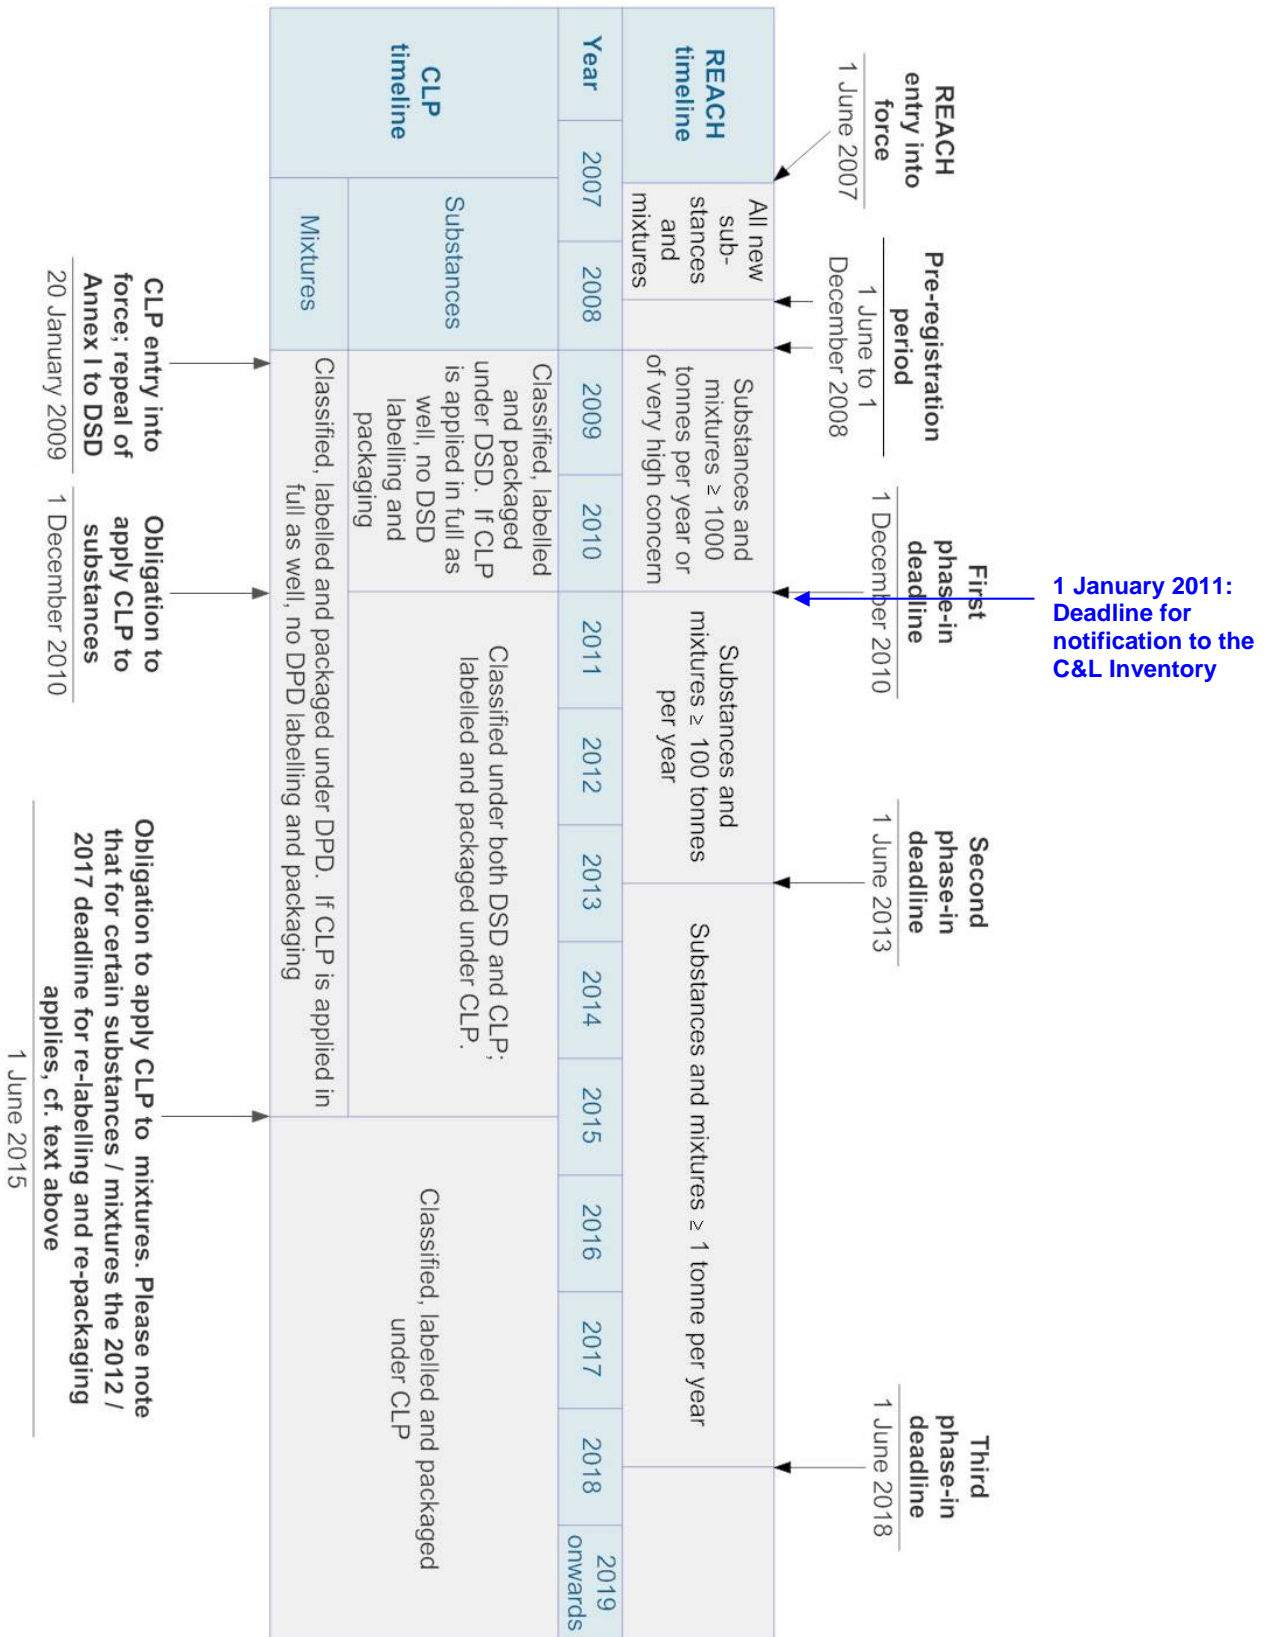 REACH
entry into
force
1 June 2007
Pre-registration
period
1 June to 1
December 2008
First
phase-in
deadline
1 December 2010
1 January 2011:
Deadline for
notification to the
C&L Inventory
Second
phase-in
deadline
1 June 2013
Third
phase-in
deadline
1 June 2018
REACH
timeline
All new
sub-
stances
and
mixtures
Substances and
mixtures ≥ 1000
tonnes per year or
of very high concern
Substances and
mixtures ≥ 100 tonnes
per year
Substances and mixtures ≥ 1 tonne per year
Year
2007
2008
2009
2010
2011
2012
2013
2014
2015
2016
2017
2018
2019
onwards
CLP
timeline
Substances
Classified, labelled
and packaged
under DSD. If CLP
is applied in full as
well, no DSD
labelling and
packaging
Classified under both DSD and CLP;
labelled and packaged under CLP.
Classified, labelled and packaged
under CLP
Mixtures
Classified, labelled and packaged under DPD. If CLP is applied in
full as well, no DPD labelling and packaging
CLP entry into
force; repeal of
Annex I to DSD
20 January 2009
Obligation to
apply CLP to
substances
1 December 2010
Obligation to apply CLP to mixtures. Please note
that for certain substances / mixtures the 2012 /
2017 deadline for re-labelling and re-packaging
applies, cf. text above
1 June 2015